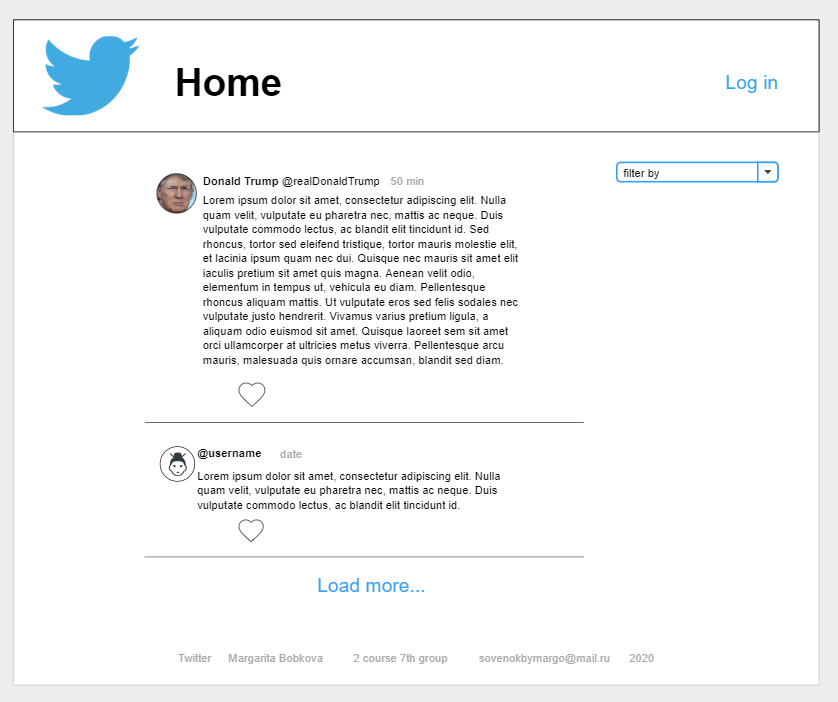 Home
Log in
filter by
Donald Trump @realDonaldTrump 50 min
Lorem ipsum dolor sit amet, consectetur adipiscing elit. Nulla
quam velit, vulputate eu pharetra nec, mattis ac neque. Duis
vulputate commodo lectus, ac blandit elit tincidunt id. Sed
rhoncus, tortor sed eleifend tristique, tortor mauris molestie elit,
et lacinia ipsum quam nec dui. Quisque nec mauris sit amet elit
iaculis pretium sit amet quis magna. Aenean velit odio,
elementum in tempus ut, vehicula eu diam. Pellentesque
rhoncus aliquam mattis. Ut vulputate eros sed felis sodales nec
vulputate justo hendrerit. Vivamus varius pretium ligula, a
aliquam odio euismod sit amet. Quisque laoreet sem sit amet
orci ullamcorper at ultricies metus viverra. Pellentesque arcu
mauris, malesuada quis ornare accumsan, blandit sed diam.
@username date
Lorem ipsum dolor sit amet, consectetur adipiscing elit. Nulla
quam velit, vulputate eu pharetra nec, mattis ac neque. Duis
vulputate commodo lectus, ac blandit elit tincidunt id.
Load more...
Twitter Margarita Bobkova 2 course 7th group sovenokbymargo@mail.ru 2020